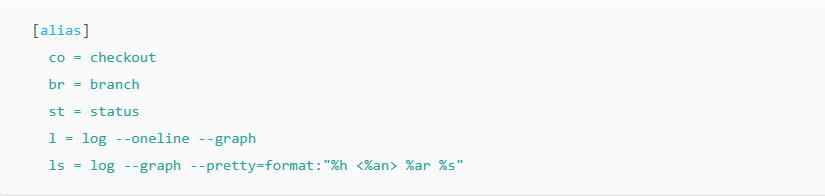 [alias]
co = checkout
br = branch
st = status
l = log --oneline --graph
ls = log --graph --pretty=format:"%h <%an> %ar %s"